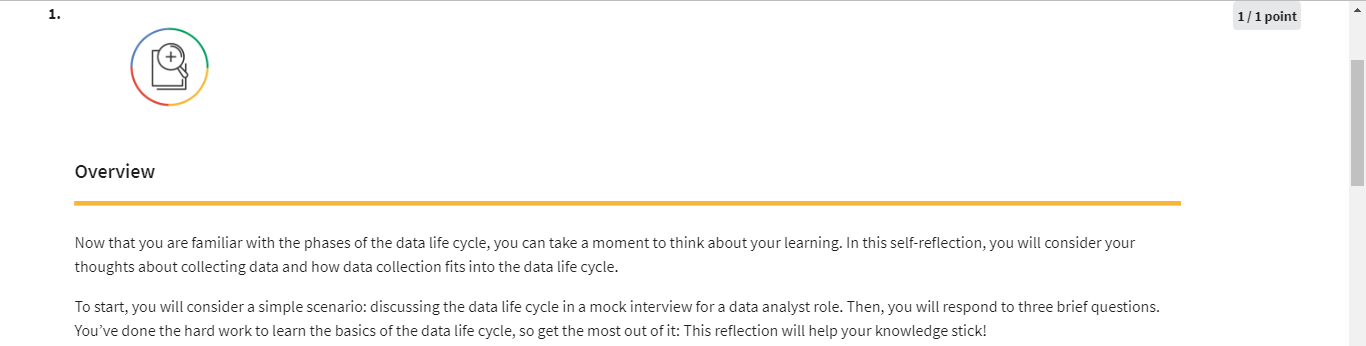 1.
1 / 1 point
Overview
Now that you are familiar with the phases of the data life cycle, you can take a moment to think about your learning. In this self-reflection, you will consider your
thoughts about collecting data and how data collection fits into the data life cycle.
To start, you will consider a simple scenario: discussing the data life cycle in a mock interview for a data analyst role. Then, you will respond to three brief questions.
You’ve done the hard work to learn the basics of the data life cycle, so get the most out of it: This reflection will help your knowledge stick!